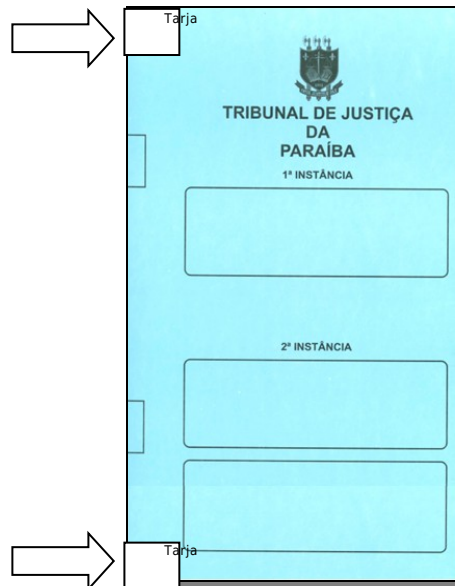 Tarja
TRIBUNAL DE JUSTIÇA
DA
PARAÍBA
1ª INSTÂNCIA
2ª INSTÂNCIA
Tarja